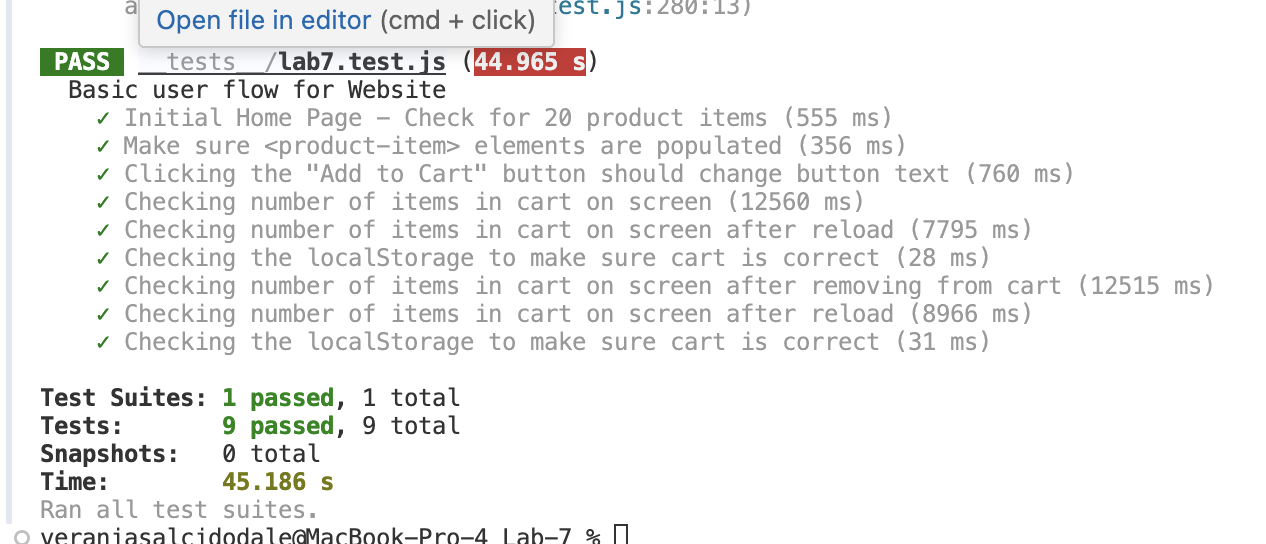 a
est.js:280:13)
Open file in editor (cmd + click)
PASS __tests__/lab7.test.js (44.965 s)
Basic user flow for Website
✓ Initial Home Page - Check for 20 product items (555 ms)
✓ Make sure <product-item> elements are populated (356 ms)
✓ Clicking the "Add to Cart" button should change button text (760 ms)
✓ Checking number of items in cart on screen (12560 ms)
✓ Checking number of items in cart on screen after reload (7795 ms)
✓ Checking the localStorage to make sure cart is correct (28 ms)
✓ Checking number of items in cart on screen after removing from cart (12515 ms)
✓ Checking number of items in cart on screen after reload (8966 ms)
✓ Checking the localStorage to make sure cart is correct (31 ms)
Test Suites: 1 passed, 1 total
Tests: 9 passed, 9 total
Snapshots: 0 total
Time: 45.186 s
Ran all test suites.
veraniasalcidodale@MacBook-Pro-4 Lab-7 %